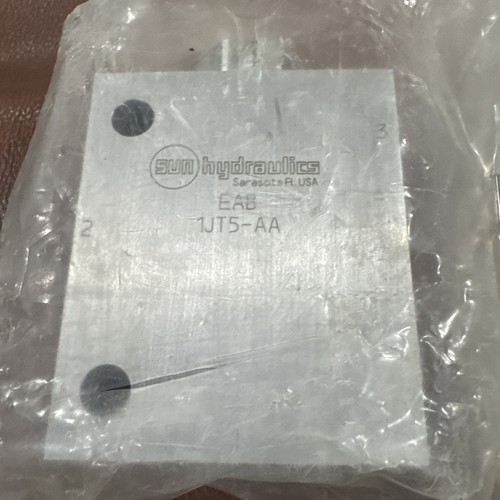 3
sun hydraulics
Sarasota FL USA
EAB
2
1JT5-AA